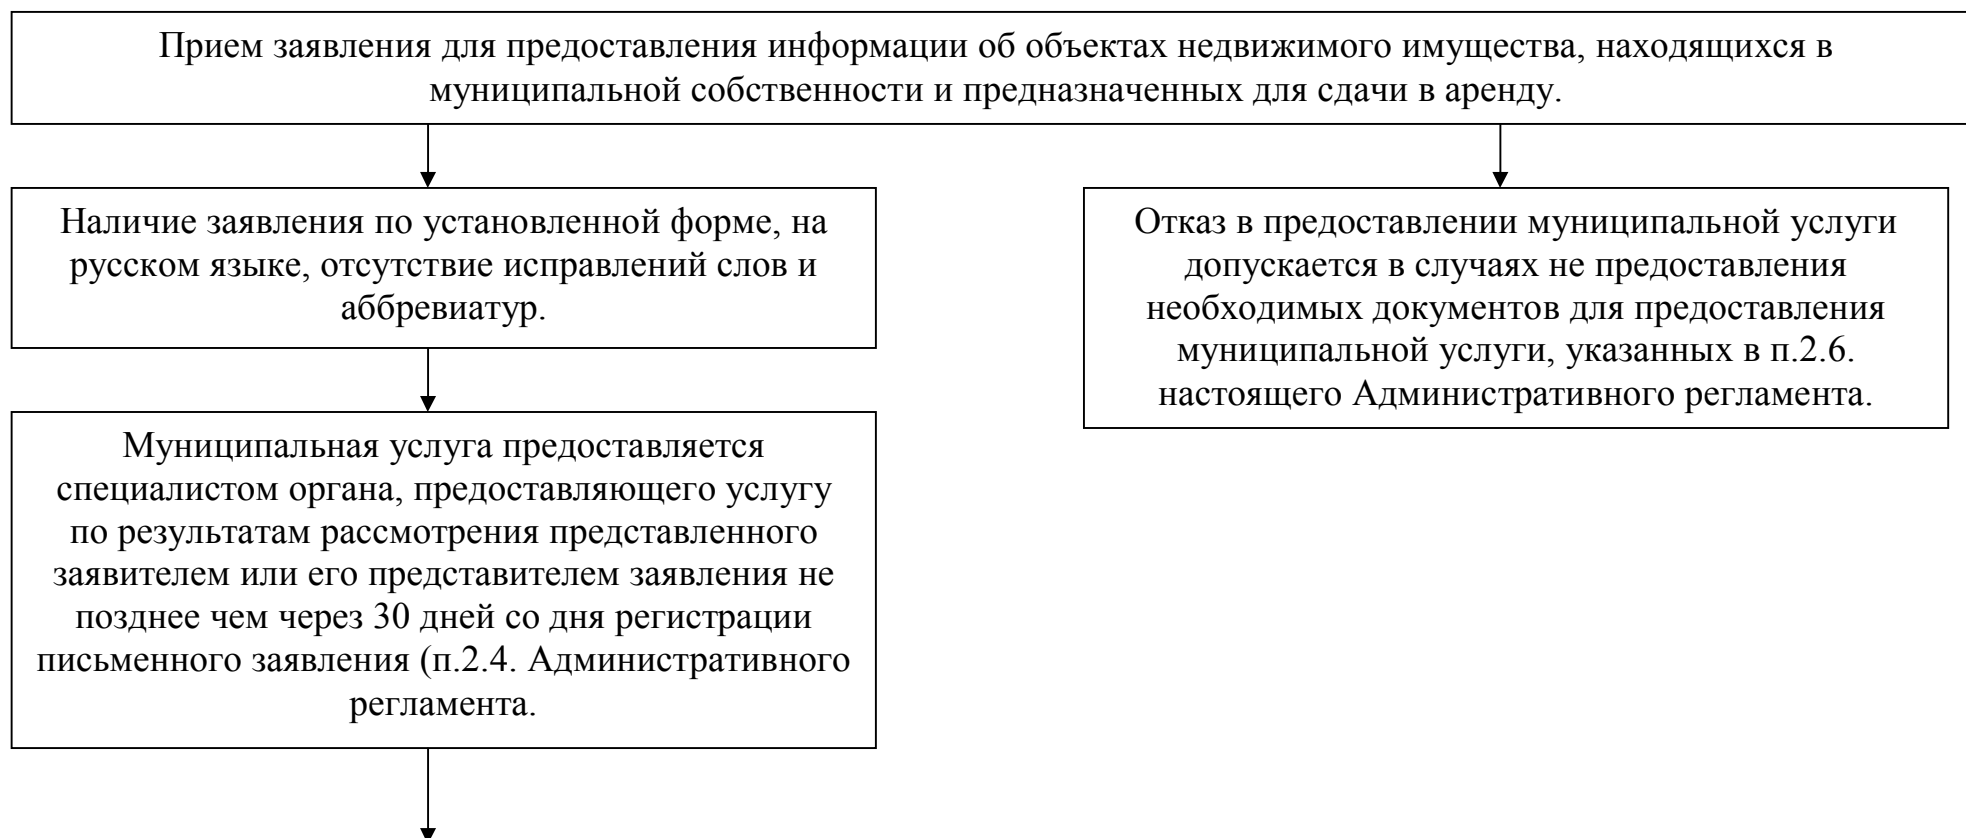 Прием заявления для предоставления информации об объектах недвижимого имущества, находящихся в
муниципальной собственности и предназначенных для сдачи в аренду.
Наличие заявления по установленной форме, на
русском языке, отсутствие исправлений слов и
аббревиатур.
Отказ в предоставлении муниципальной услуги
допускается в случаях не предоставления
необходимых документов для предоставления
муниципальной услуги, указанных в п.2.6.
настоящего Административного регламента.
Муниципальная услуга предоставляется
специалистом органа, предоставляющего услугу
по результатам рассмотрения представленного
заявителем или его представителем заявления не
позднее чем через 30 дней со дня регистрации
письменного заявления (п.2.4. Административного
регламента.